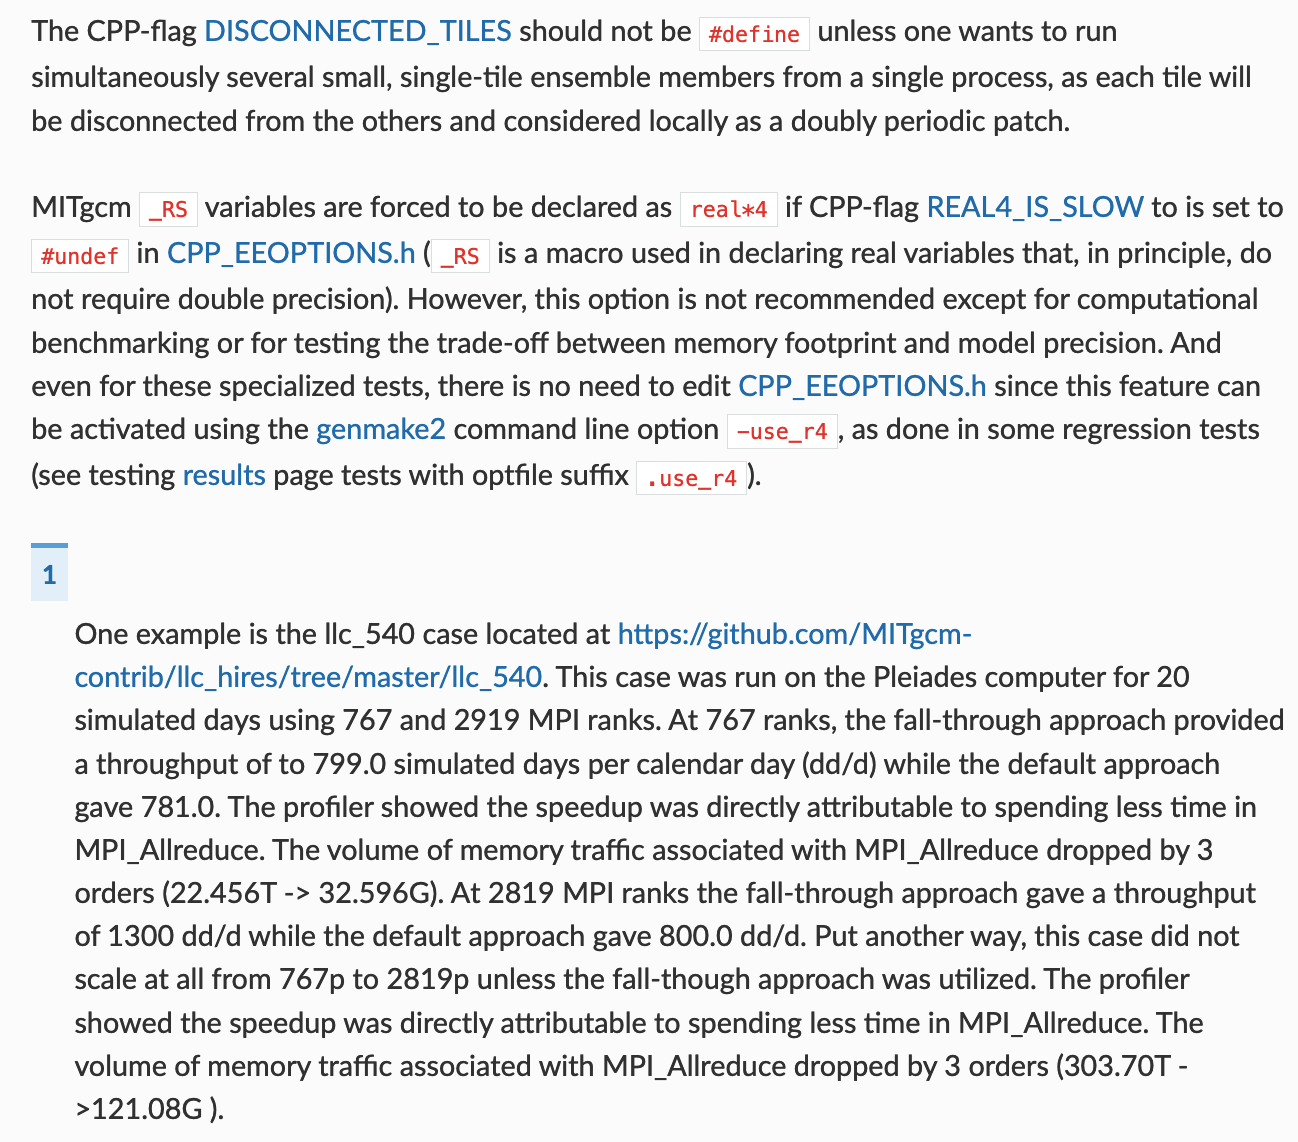 The CPP-flag DISCONNECTED_TILES should not be #define unless one wants to run
simultaneously several small, single-tile ensemble members from a single process, as each tile will
be disconnected from the others and considered locally as a doubly periodic patch.
MITgcm _RS variables are forced to be declared as real*4 if CPP-flag REAL4_IS_SLOW to is set to
#undef in CPP_EEOPTIONS.h ( _RS is a macro used in declaring real variables that, in principle, do
not require double precision). However, this option is not recommended except for computational
benchmarking or for testing the trade-off between memory footprint and model precision. And
even for these specialized tests, there is no need to edit CPP_EEOPTIONS.h since this feature can
be activated using the genmake2 command line option -use_r4 , as done in some regression tests
(see testing results page tests with optfile suffix .use_r4 ).
1
One example is the llc_540 case located at https://github.com/MITgcm-
contrib/llc_hires/tree/master/llc_540. This case was run on the Pleiades computer for 20
simulated days using 767 and 2919 MPI ranks. At 767 ranks, the fall-through approach provided
a throughput of to 799.0 simulated days per calendar day (dd/d) while the default approach
gave 781.0. The profiler showed the speedup was directly attributable to spending less time in
MPI_Allreduce. The volume of memory traffic associated with MPI_Allreduce dropped by 3
orders (22.456T -> 32.596G). At 2819 MPI ranks the fall-through approach gave a throughput
of 1300 dd/d while the default approach gave 800.0 dd/d. Put another way, this case did not
scale at all from 767p to 2819p unless the fall-though approach was utilized. The profiler
showed the speedup was directly attributable to spending less time in MPI_Allreduce. The
volume of memory traffic associated with MPI_Allreduce dropped by 3 orders (303.70T -
>121.08G ).